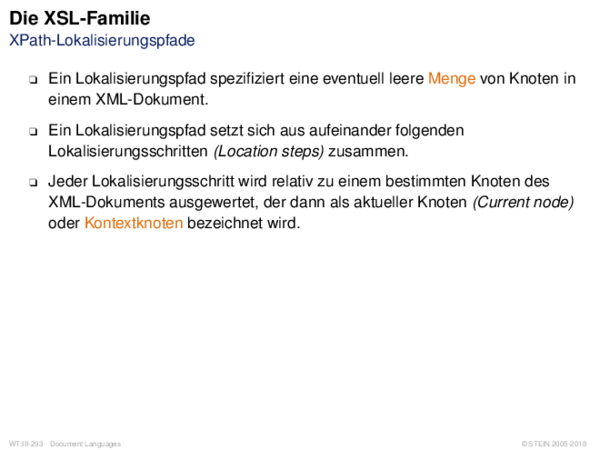 Die XSL-Familie
XPath-Lokalisierungspfade
❑ Ein Lokalisierungspfad spezifiziert eine eventuell leere Menge von Knoten in
einem XML-Dokument.
❑ Ein Lokalisierungspfad setzt sich aus aufeinander folgenden
Lokalisierungsschritten (Location steps) zusammen.
❑ Jeder Lokalisierungsschritt wird relativ zu einem bestimmten Knoten des
XML-Dokuments ausgewertet, der dann als aktueller Knoten (Current node)
oder Kontextknoten bezeichnet wird.
WT:III-293 Document Languages
© STEIN 2005-2018